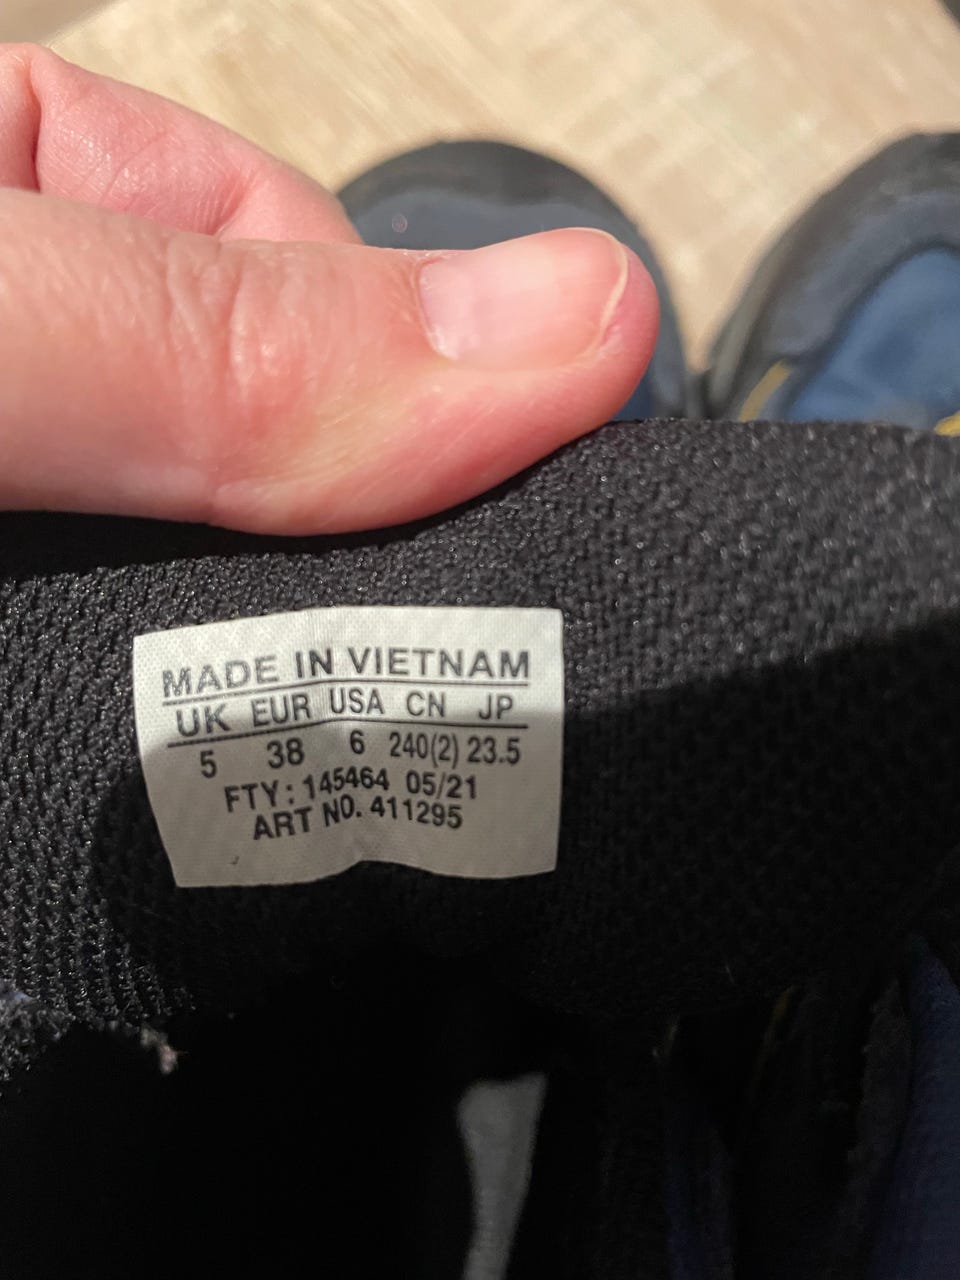 MADE IN VIETNAM
UK EUR USA CN JP
5 38 6 240(2) 23.5
FTY: 145464 05/21
ART NO. 411295